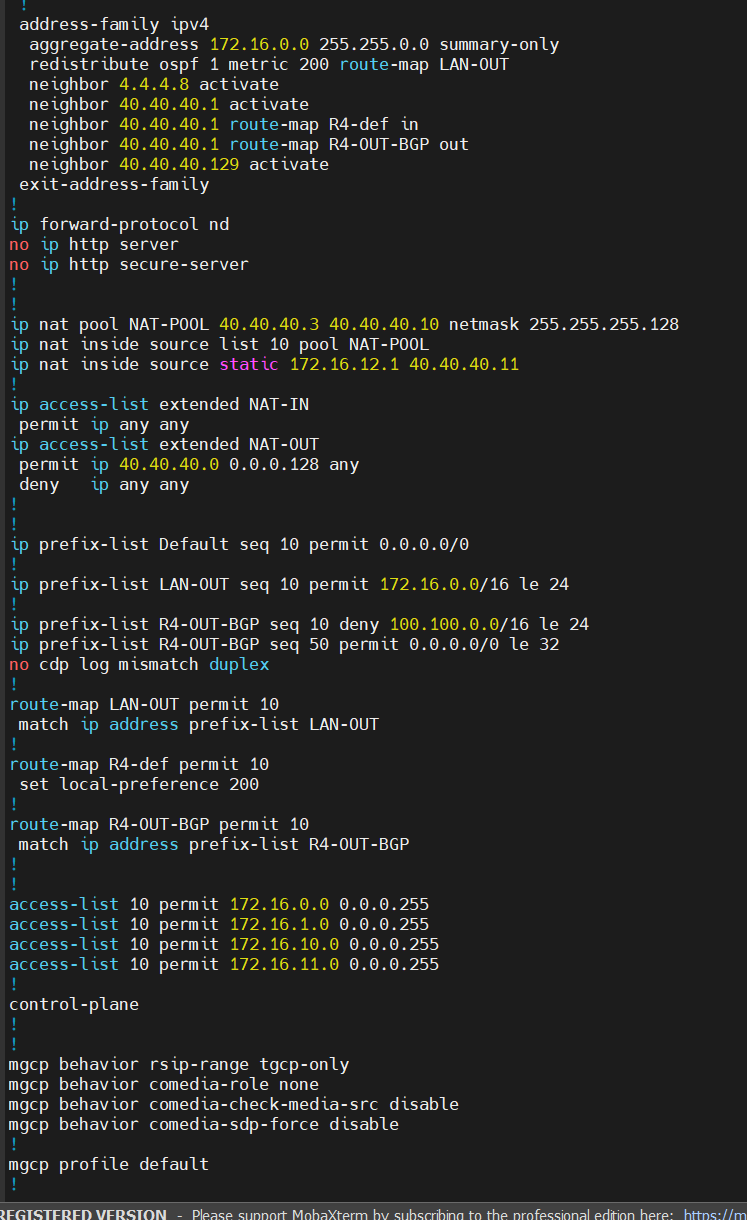 !
 address-family ipv4
  aggregate-address 172.16.0.0 255.255.0.0 summary-only
  redistribute ospf 1 metric 200 route-map LAN-OUT
  neighbor 4.4.4.8 activate
  neighbor 40.40.40.1 activate
  neighbor 40.40.40.1 route-map R4-def in
  neighbor 40.40.40.1 route-map R4-OUT-BGP out
  neighbor 40.40.40.129 activate
 exit-address-family
!
ip forward-protocol nd
no ip http server
no ip http secure-server
!
!
ip nat pool NAT-POOL 40.40.40.3 40.40.40.10 netmask 255.255.255.128
ip nat inside source list 10 pool NAT-POOL
ip nat inside source static 172.16.12.1 40.40.40.11
!
ip access-list extended NAT-IN
 permit ip any any
ip access-list extended NAT-OUT
 permit ip 40.40.40.0 0.0.0.128 any
 deny   ip any any
!
!
ip prefix-list Default seq 10 permit 0.0.0.0/0
!
ip prefix-list LAN-OUT seq 10 permit 172.16.0.0/16 le 24
!
ip prefix-list R4-OUT-BGP seq 10 deny 100.100.0.0/16 le 24
ip prefix-list R4-OUT-BGP seq 50 permit 0.0.0.0/0 le 32
no cdp log mismatch duplex
!
route-map LAN-OUT permit 10
 match ip address prefix-list LAN-OUT
!
route-map R4-def permit 10
 set local-preference 200
!
route-map R4-OUT-BGP permit 10
 match ip address prefix-list R4-OUT-BGP
!
!
access-list 10 permit 172.16.0.0 0.0.0.255
access-list 10 permit 172.16.1.0 0.0.0.255
access-list 10 permit 172.16.10.0 0.0.0.255
access-list 10 permit 172.16.11.0 0.0.0.255
!
control-plane
!
!
mgcp behavior rsip-range tgcp-only
mgcp behavior comedia-role none
mgcp behavior comedia-check-media-src disable
mgcp behavior comedia-sdp-force disable
!
mgcp profile default
!
REGISTERED VERSION - Please support MobaXterm by subscribing to the professional edition here: https://m